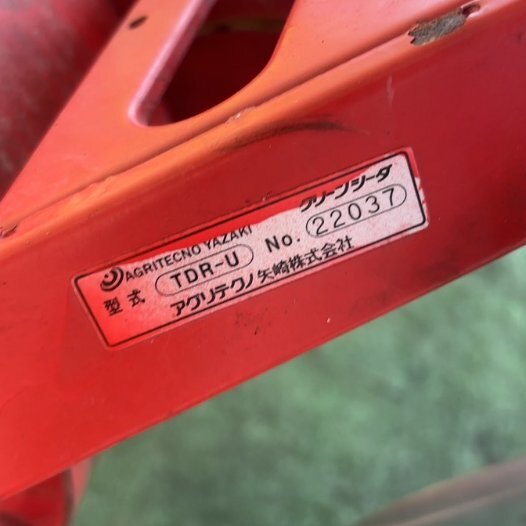 AGRITECNO YAZAKI クリーンシーダ
型式 TDR-U No. 22037
アグリテクノ矢崎株式会社